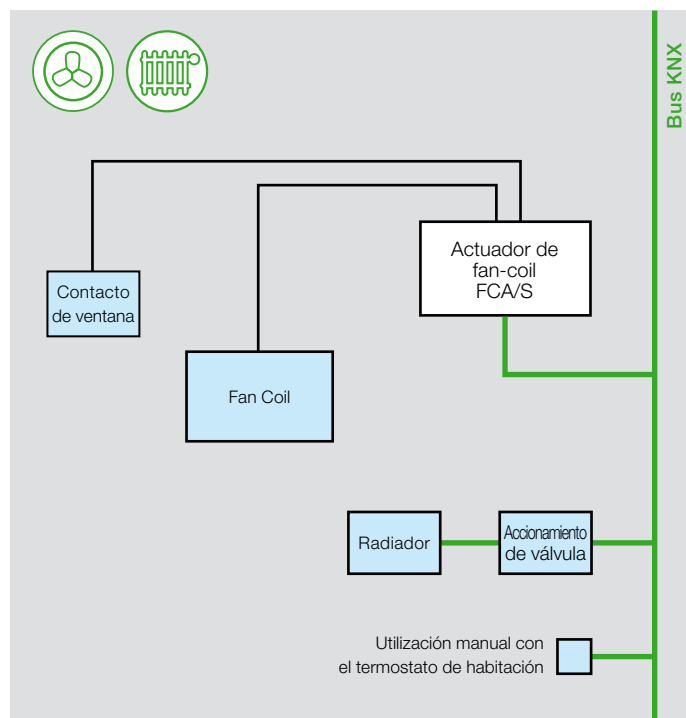 Bus KNX
Actuador de
fan-coil
FCA/S
Contacto
de ventana
Fan Coil
Radiador
Accionamiento
de válvula
Utilización manual con
el termostato de habitación